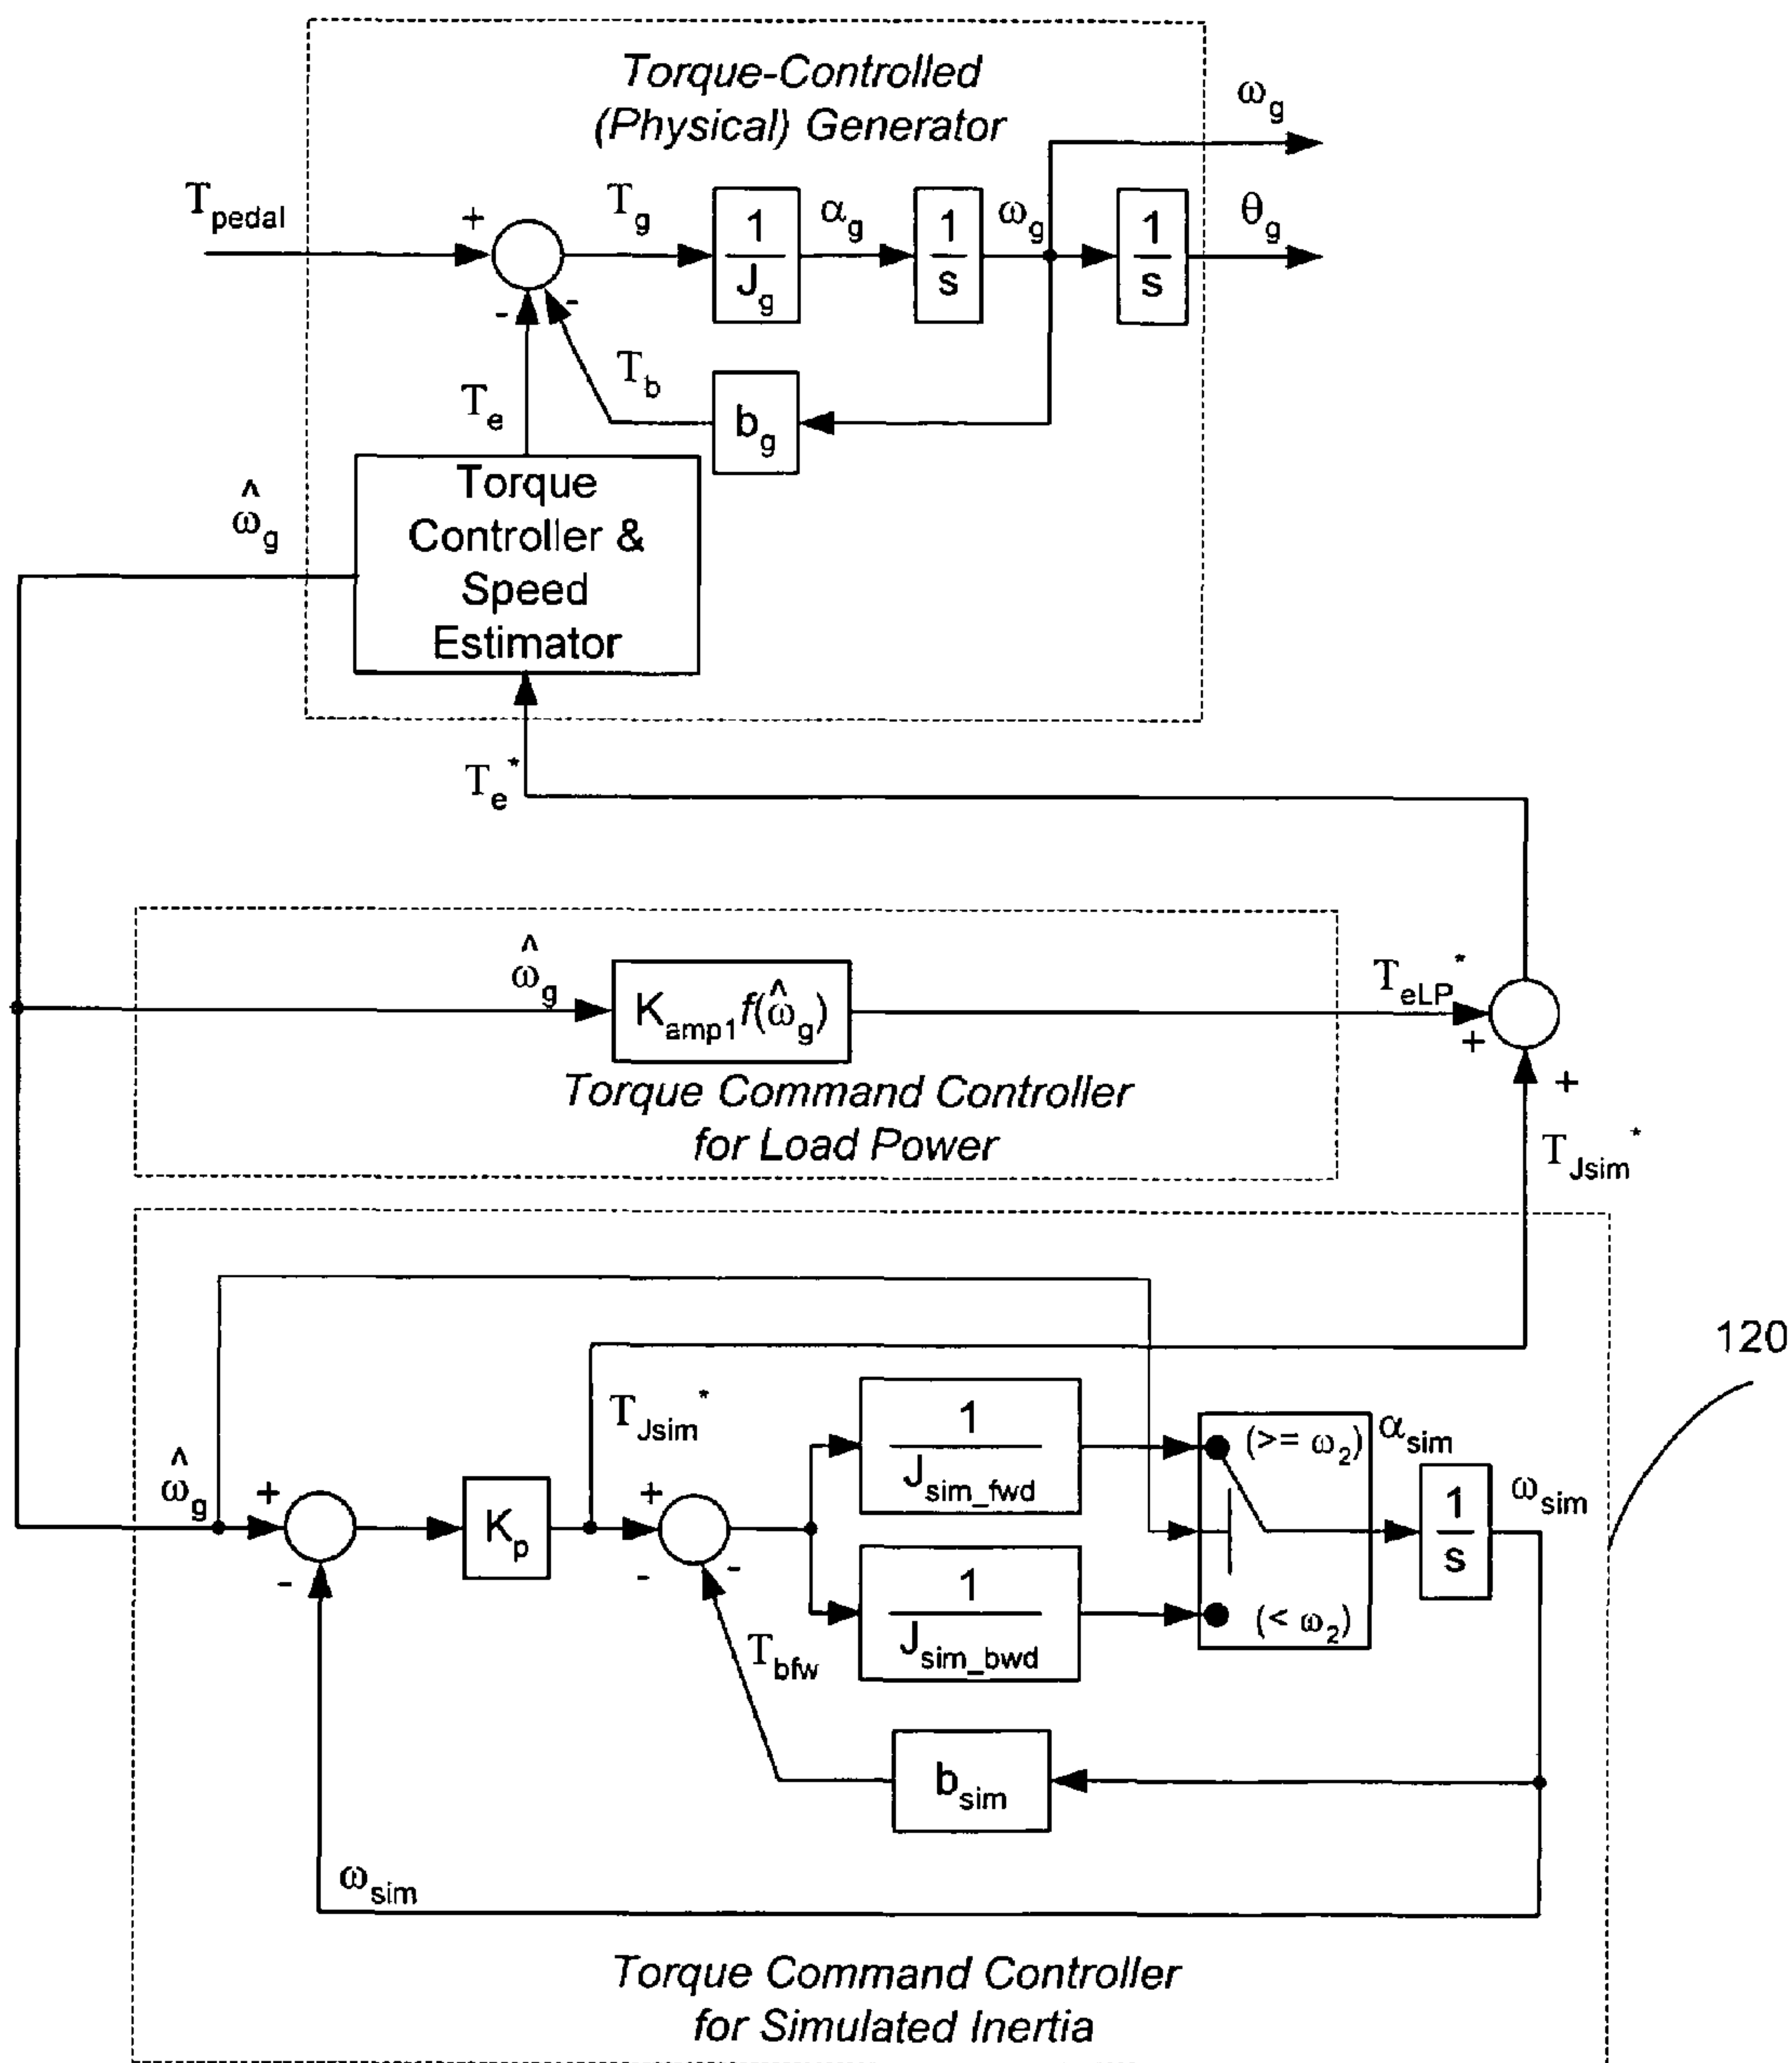 Torque-Controlled
(Physical) Generator
ω_g
T_pedal
+
T_g
1
J_g
α_g
1
s
ω_g
1
s
θ_g
-
-
T_e
T_b
b_g
Torque
Controller &
Speed
Estimator
ω̂_g
T_e*
ω̂_g
K_amp1 f(ω̂_g)
T_eLP*
+
+
Torque Command Controller
for Load Power
T_Jsim*
120
ω̂_g
+
-
K_p
T_Jsim*
+
-
-
1
J_sim_fwd
1
J_sim_bwd
(>= ω_2)
(< ω_2)
α_sim
1
s
ω_sim
T_bfw
b_sim
ω_sim
Torque Command Controller
for Simulated Inertia